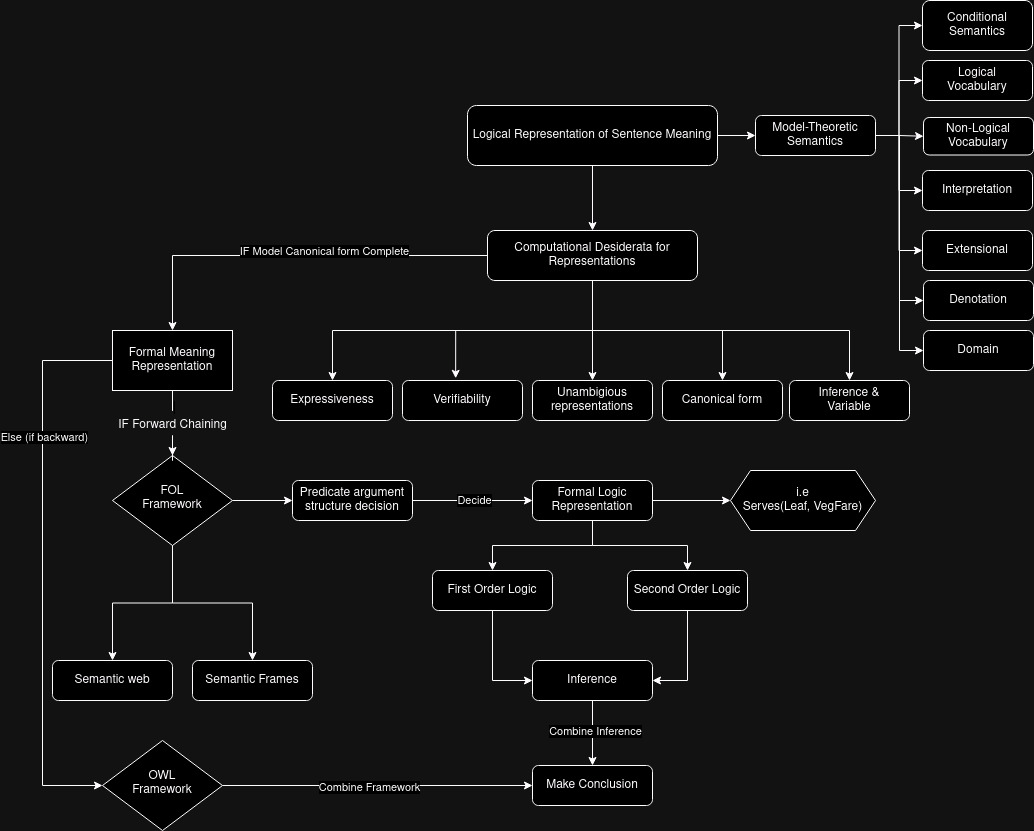 Conditional
Semantics
Logical
Vocabulary
Logical Representation of Sentence Meaning
Model-Theoretic
Semantics
Non-Logical
Vocabulary
Interpretation
Extensional
Denotation
Domain
Computational Desiderata for
Representations
IF Model Canonical form Complete
Formal Meaning
Representation
Expressiveness
Verifiability
Unambigious
representations
Canonical form
Inference &
Variable
IF Forward Chaining
Else (if backward)
FOL
Framework
Predicate argument
structure decision
Decide
Formal Logic
Representation
i.e
Serves(Leaf, VegFare)
First Order Logic
Second Order Logic
Semantic web
Semantic Frames
Inference
Combine Inference
OWL
Framework
Combine Framework
Make Conclusion